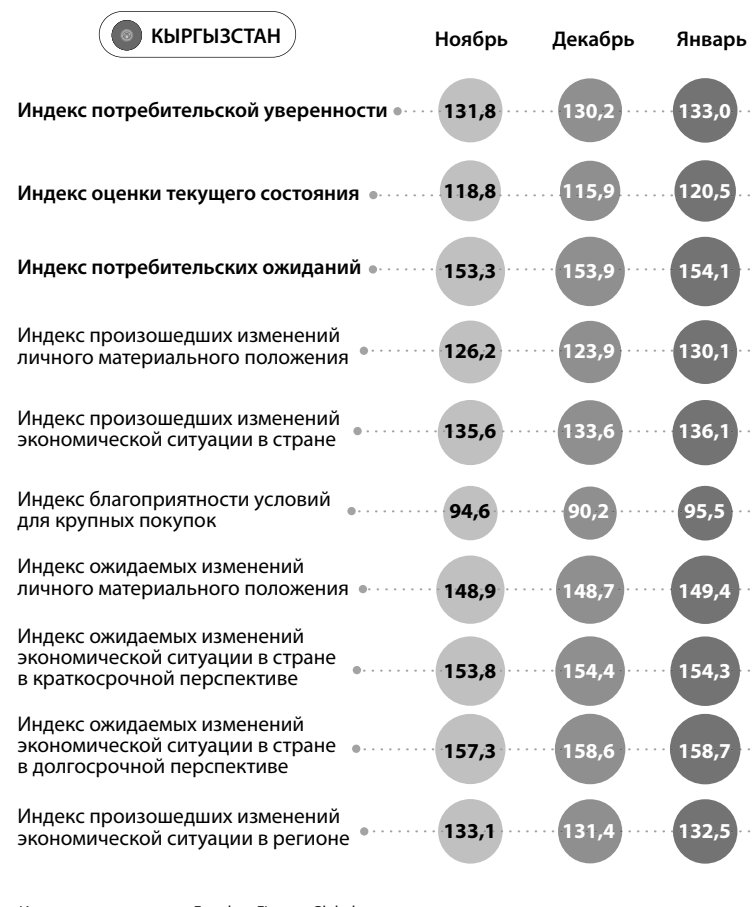 КЫРГЫЗСТАН
Ноябрь Декабрь Январь
Индекс потребительской уверенности 131,8 130,2 133,0
Индекс оценки текущего состояния 118,8 115,9 120,5
Индекс потребительских ожиданий 153,3 153,9 154,1
Индекс произошедших изменений
личного материального положения 126,2 123,9 130,1
Индекс произошедших изменений
экономической ситуации в стране 135,6 133,6 136,1
Индекс благоприятности условий
для крупных покупок 94,6 90,2 95,5
Индекс ожидаемых изменений
личного материального положения 148,9 148,7 149,4
Индекс ожидаемых изменений
экономической ситуации в стране
в краткосрочной перспективе 153,8 154,4 154,3
Индекс ожидаемых изменений
экономической ситуации в стране
в долгосрочной перспективе 157,3 158,6 158,7
Индекс произошедших изменений
экономической ситуации в регионе 133,1 131,4 132,5